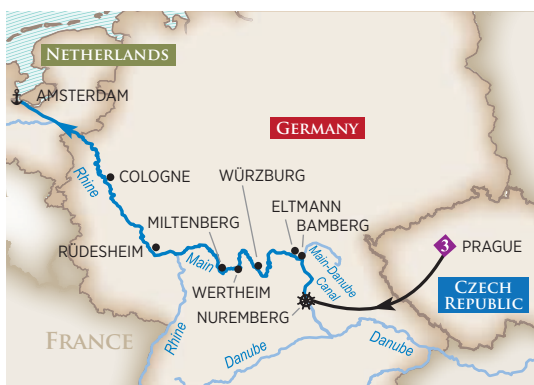 NETHERLANDS
AMSTERDAM
GERMANY
Rhine
COLOGNE
WÜRZBURG
ELTMANN
BAMBERG
MILTENBERG
RÜDESHEIM
Main
Main-Danube
Canal
3
PRAGUE
WERTHEIM
CZECH
REPUBLIC
NUREMBERG
FRANCE
Rhine
Danube
Danube